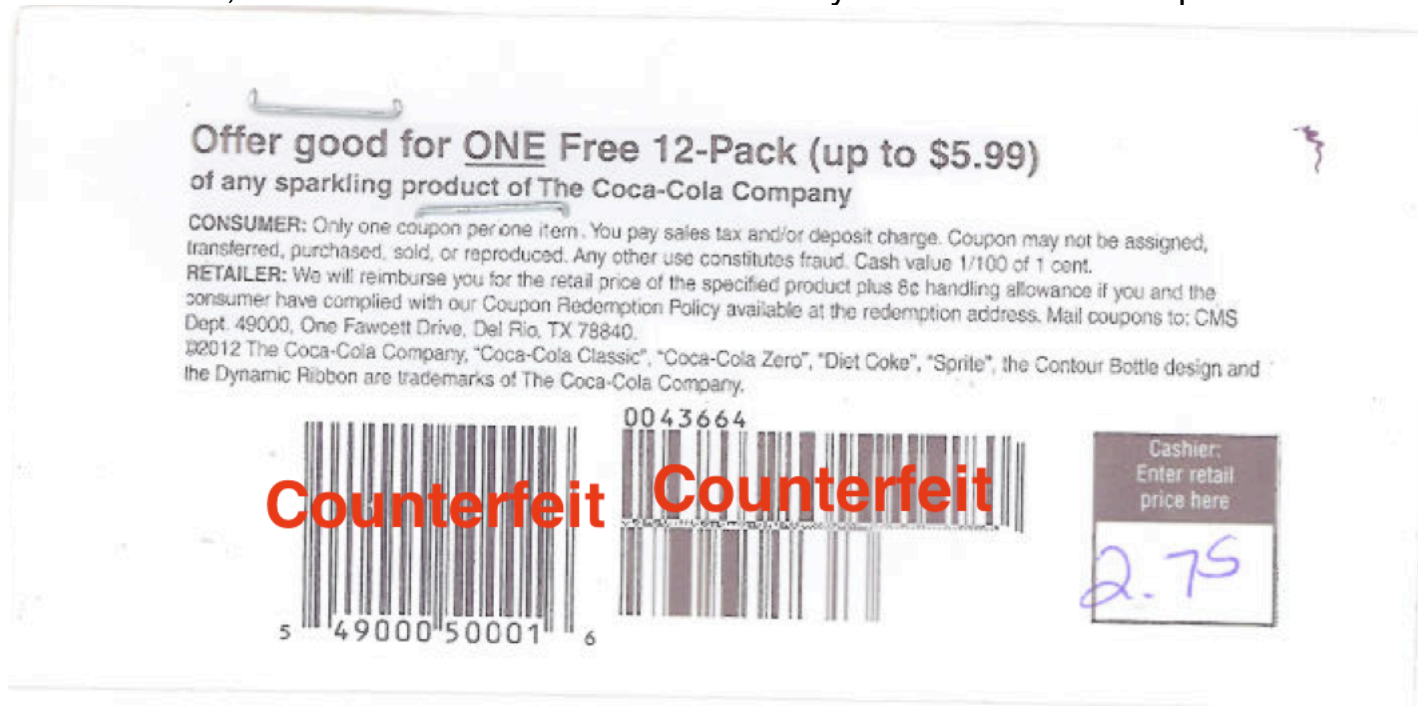 Offer good for ONE Free 12-Pack (up to $5.99)
of any sparkling product of The Coca-Cola Company
CONSUMER: Only one coupon per one item. You pay sales tax and/or deposit charge. Coupon may not be assigned,
transferred, purchased, sold, or reproduced. Any other use constitutes fraud. Cash value 1/100 of 1 cent.
RETAILER: We will reimburse you for the retail price of the specified product plus 8¢ handling allowance if you and the
consumer have complied with our Coupon Redemption Policy available at the redemption address. Mail coupons to: CMS
Dept. 49000, One Fawcett Drive, Del Rio, TX 78840.
©2012 The Coca-Cola Company, "Coca-Cola Classic", "Coca-Cola Zero", "Diet Coke", "Sprite", the Contour Bottle design and
the Dynamic Ribbon are trademarks of The Coca-Cola Company.
0043664
Counterfeit Counterfeit
Cashier:
Enter retail
price here
2.75
5 49000 50001 6